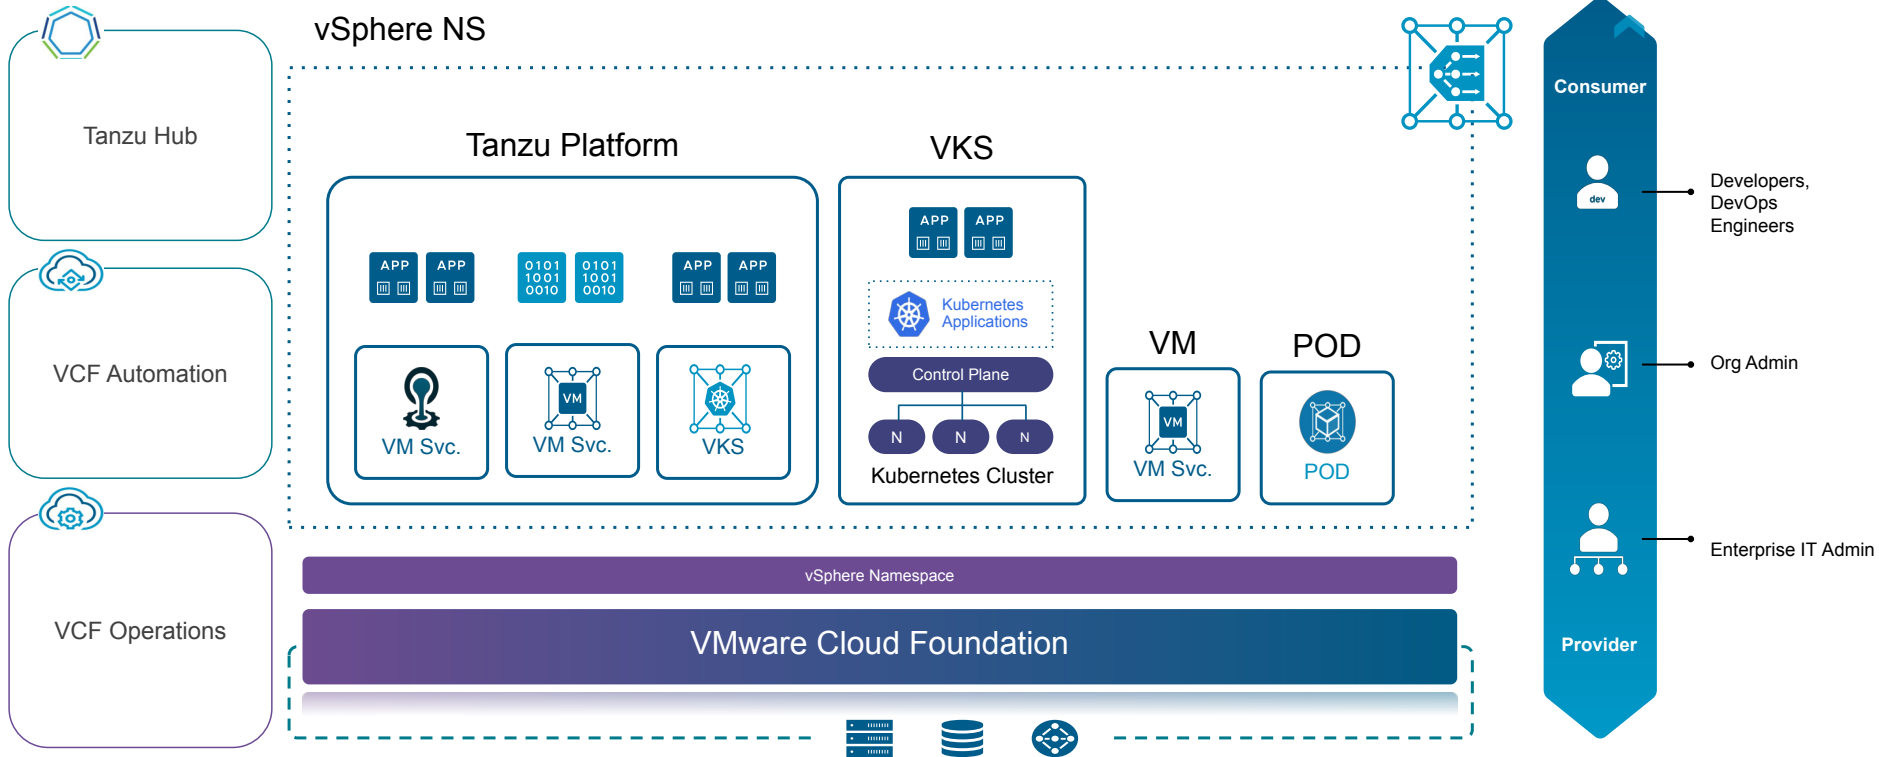 vSphere NS
Tanzu Hub
VCF Automation
VCF Operations
Tanzu Platform
APP
APP
0101
1001
0010
0101
1001
0010
APP
APP
VM Svc.
VM
VM Svc.
VKS
VKS
APP
APP
Kubernetes
Applications
Control Plane
N
N
N
Kubernetes Cluster
VM
VM
VM Svc.
POD
POD
vSphere Namespace
VMware Cloud Foundation
Consumer
dev
Developers,
DevOps
Engineers
Org Admin
Enterprise IT Admin
Provider